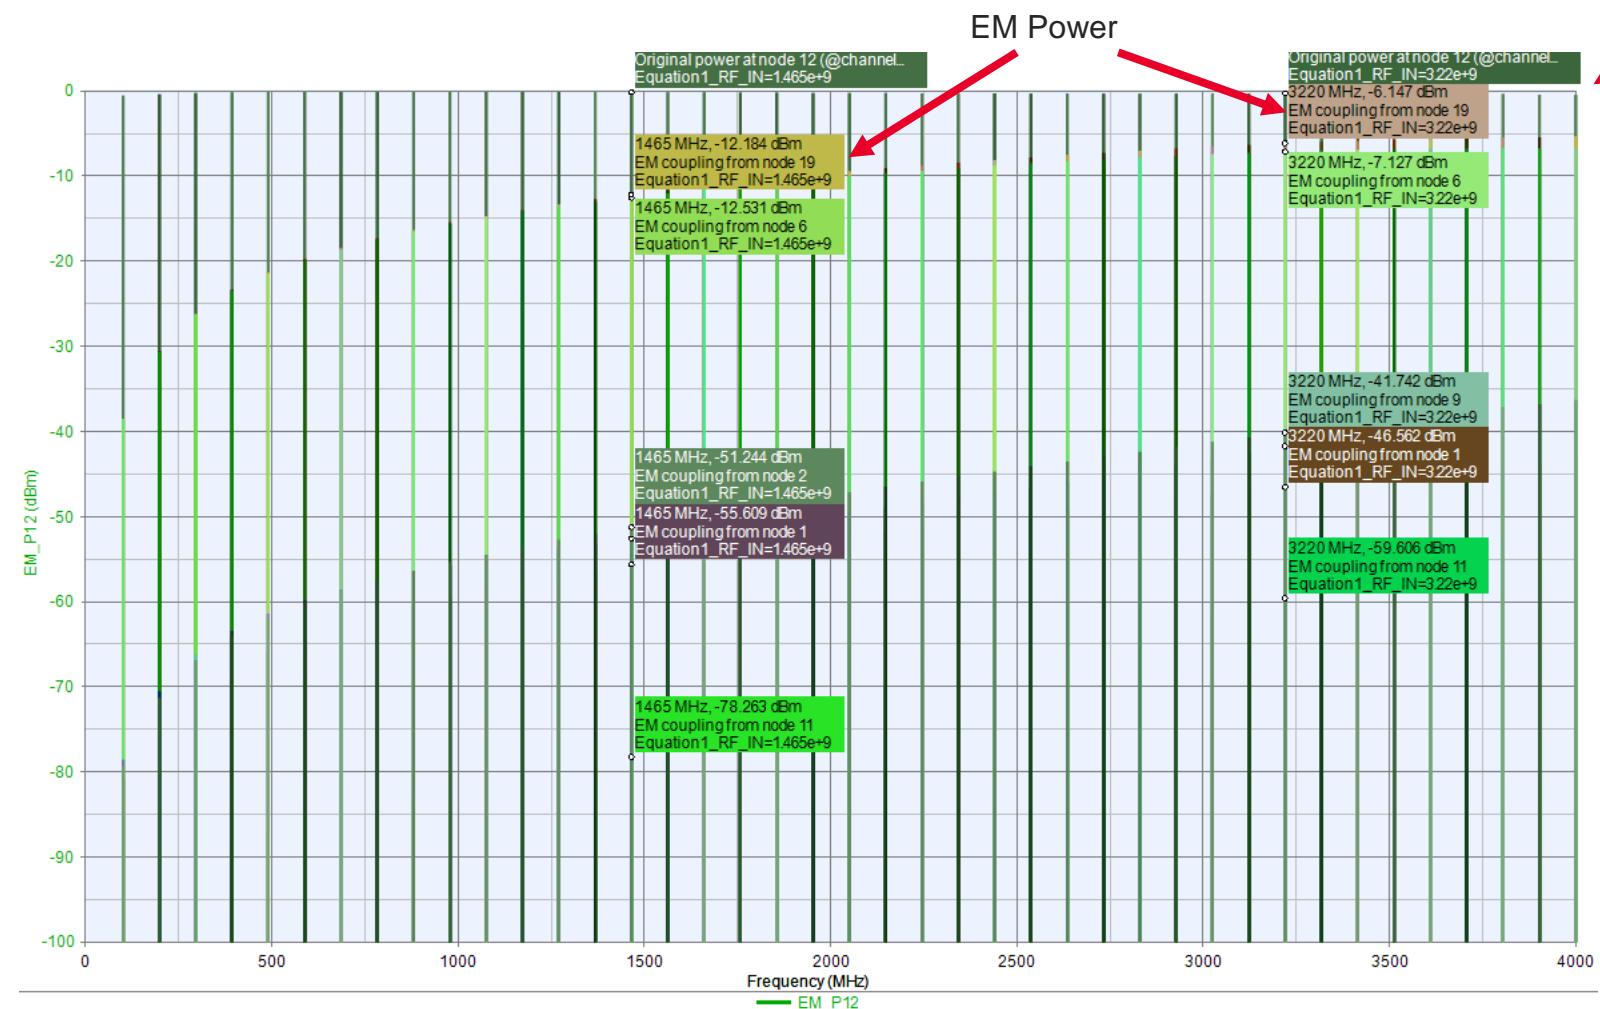 EM Power
Original power at node 12 (@channel...
Equation1_RF_IN=1.465e+9
Original power at node 12 (@channel...
Equation1_RF_IN=3.22e+9
1465 MHz, -12.184 dBm
EM coupling from node 19
Equation1_RF_IN=1.465e+9
1465 MHz, -12.531 dBm
EM coupling from node 6
Equation1_RF_IN=1.465e+9
1465 MHz, -51.244 dBm
EM coupling from node 2
Equation1_RF_IN=1.465e+9
1465 MHz, -55.609 dBm
EM coupling from node 1
Equation1_RF_IN=1.465e+9
1465 MHz, -78.263 dBm
EM coupling from node 11
Equation1_RF_IN=1.465e+9
3220 MHz, -6.147 dBm
EM coupling from node 19
Equation1_RF_IN=3.22e+9
3220 MHz, -7.127 dBm
EM coupling from node 6
Equation1_RF_IN=3.22e+9
3220 MHz, -41.742 dBm
EM coupling from node 9
Equation1_RF_IN=3.22e+9
3220 MHz, -46.562 dBm
EM coupling from node 1
Equation1_RF_IN=3.22e+9
3220 MHz, -59.606 dBm
EM coupling from node 11
Equation1_RF_IN=3.22e+9
0
-10
-20
-30
-40
-50
-60
-70
-80
-90
-100
EM_P12 (dBm)
0 500 1000 1500 2000 2500 3000 3500 4000
Frequency (MHz)
EM_P12